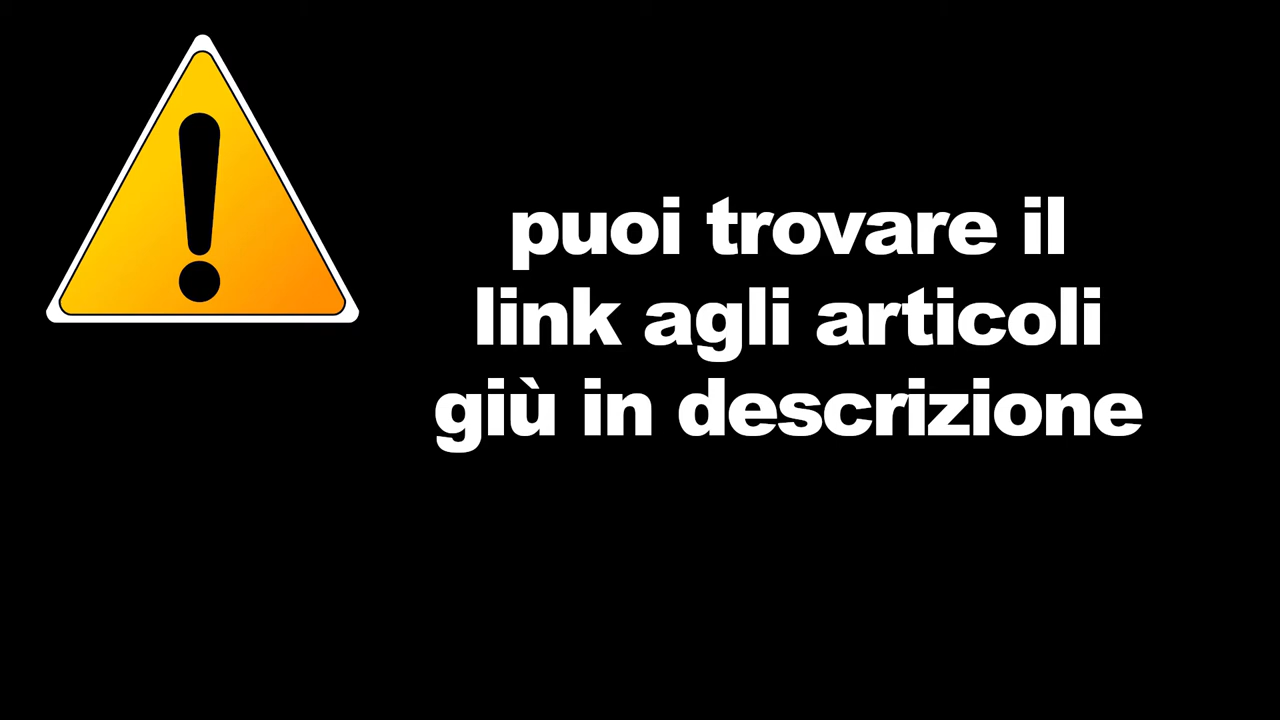 puoi trovare il
link agli articoli
giù in descrizione